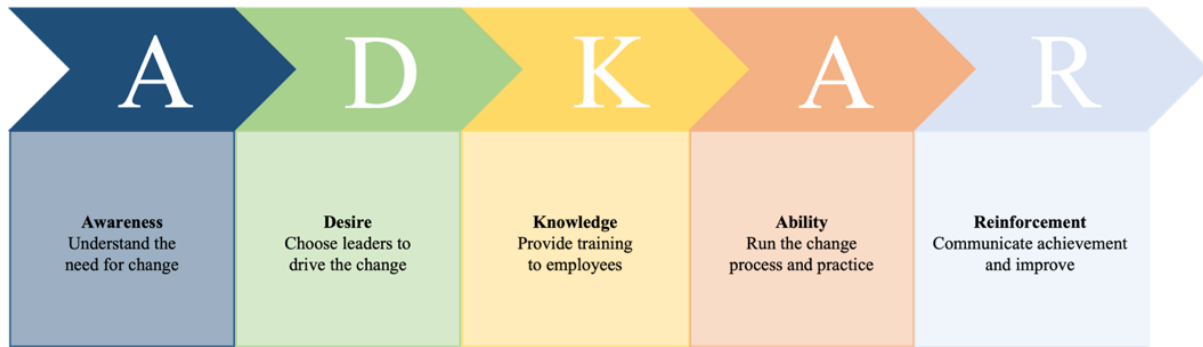 A
D
K
A
R
Awareness
Understand the
need for change
Desire
Choose leaders to
drive the change
Knowledge
Provide training
to employees
Ability
Run the change
process and practice
Reinforcement
Communicate achievement
and improve